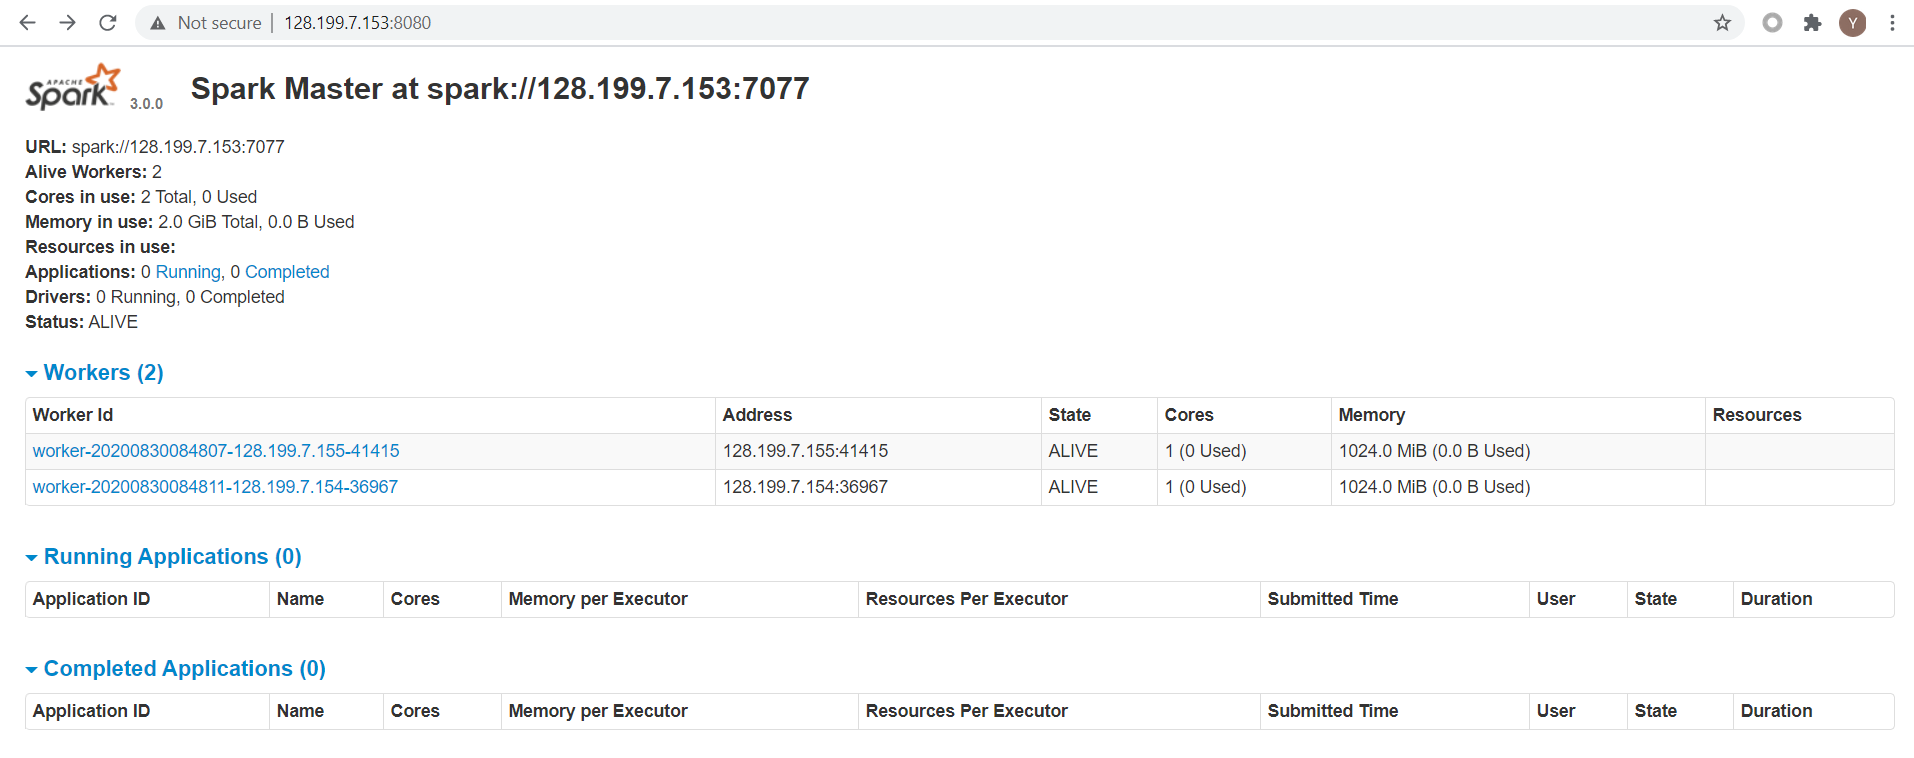 Not secure | 128.199.7.153:8080
Y
APACHE
Spark 3.0.0
Spark Master at spark://128.199.7.153:7077
URL: spark://128.199.7.153:7077
Alive Workers: 2
Cores in use: 2 Total, 0 Used
Memory in use: 2.0 GiB Total, 0.0 B Used
Resources in use:
Applications: 0 Running, 0 Completed
Drivers: 0 Running, 0 Completed
Status: ALIVE
Workers (2)
Worker Id Address State Cores Memory Resources
worker-20200830084807-128.199.7.155-41415 128.199.7.155:41415 ALIVE 1 (0 Used) 1024.0 MiB (0.0 B Used)
worker-20200830084811-128.199.7.154-36967 128.199.7.154:36967 ALIVE 1 (0 Used) 1024.0 MiB (0.0 B Used)
Running Applications (0)
Application ID Name Cores Memory per Executor Resources Per Executor Submitted Time User State Duration
Completed Applications (0)
Application ID Name Cores Memory per Executor Resources Per Executor Submitted Time User State Duration